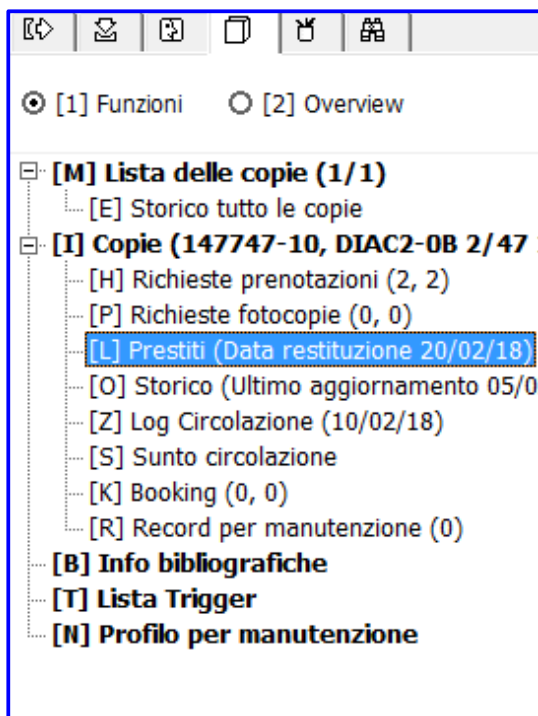 [1] Funzioni [2] Overview
[M] Lista delle copie (1/1)
[E] Storico tutto le copie
[I] Copie (147747-10, DIAC2-0B 2/47
[H] Richieste prenotazioni (2, 2)
[P] Richieste fotocopie (0, 0)
[L] Prestiti (Data restituzione 20/02/18)
[O] Storico (Ultimo aggiornamento 05/0
[Z] Log Circolazione (10/02/18)
[S] Sunto circolazione
[K] Booking (0, 0)
[R] Record per manutenzione (0)
[B] Info bibliografiche
[T] Lista Trigger
[N] Profilo per manutenzione